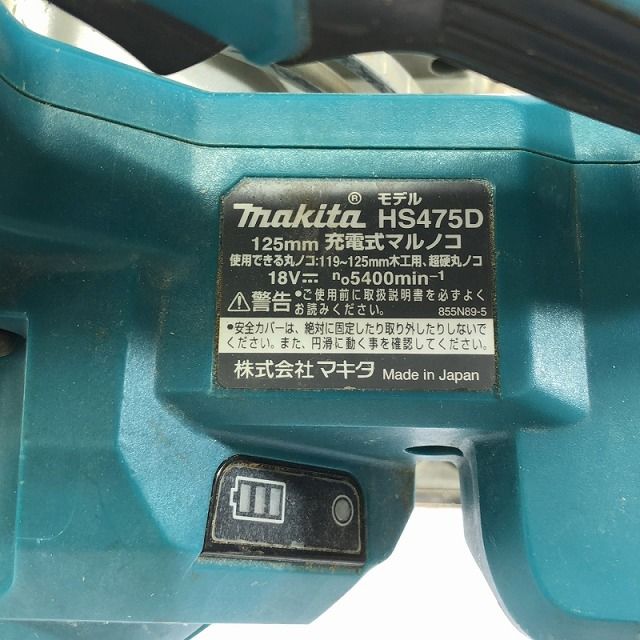 makita® モデル HS475D
125mm 充電式マルノコ
使用できる丸ノコ:119~125mm木工用、超硬丸ノコ
18V⎓ n₀5400min⁻¹
⚠警告 ●ご使用前に取扱説明書を必ずよく
お読みください。 855N89-5
●安全カバーは、絶対に固定したり取り外したりしないで
ください。また、円滑に動く事を確認してください。
株式会社マキタ Made in Japan